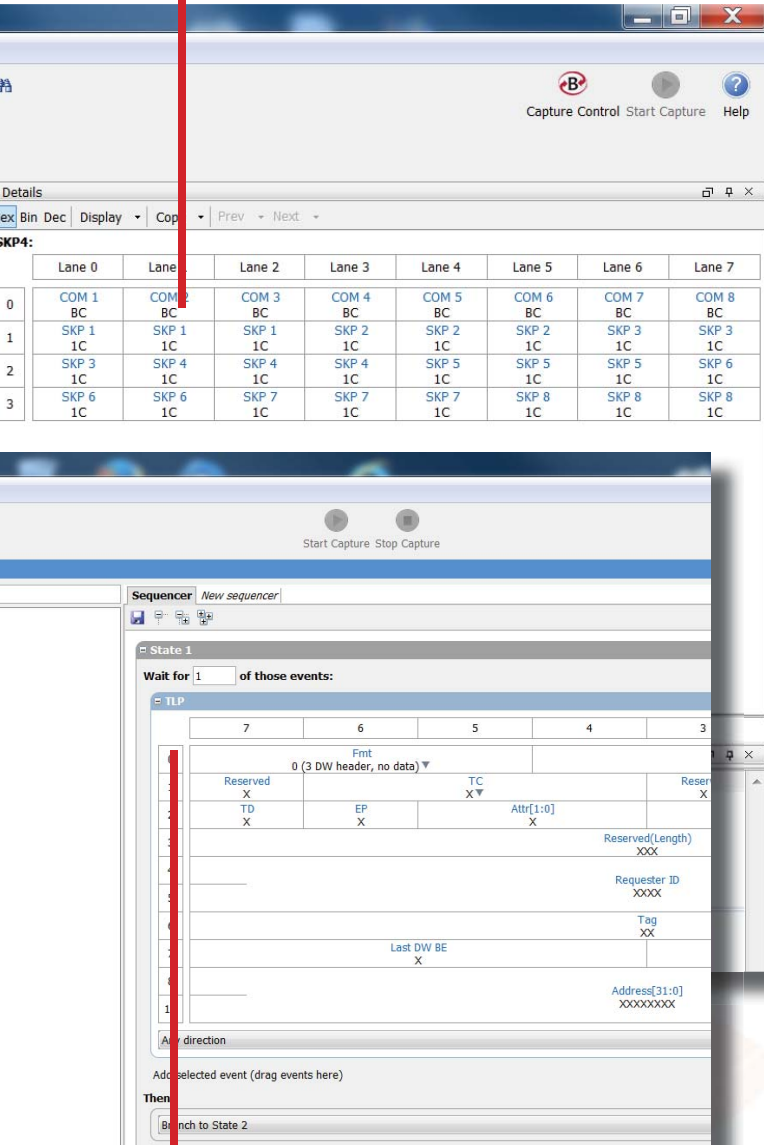 Capture Control Start Capture Help
Details
ex Bin Dec Display Prev Next
SKP4:
Lane 0 Lane Lane 2 Lane 3 Lane 4 Lane 5 Lane 6 Lane 7
0 COM 1 COM 2 COM 3 COM 4 COM 5 COM 6 COM 7 COM 8
BC BC BC BC BC BC BC BC
1 SKP 1 SKP 1 SKP 1 SKP 2 SKP 2 SKP 2 SKP 3 SKP 3
1C 1C 1C 1C 1C 1C 1C 1C
2 SKP 3 SKP 4 SKP 4 SKP 4 SKP 5 SKP 5 SKP 5 SKP 6
1C 1C 1C 1C 1C 1C 1C 1C
3 SKP 6 SKP 6 SKP 7 SKP 7 SKP 7 SKP 8 SKP 8 SKP 8
1C 1C 1C 1C 1C 1C 1C 1C
Start Capture Stop Capture
Sequencer New sequencer
State 1
Wait for 1 of those events:
TLP
7 6 5 4 3
Fmt
0 (3 DW header, no data)
Reserved TC Reser
X X X
TD EP Attr[1:0]
X X X
Reserved(Length)
XXX
Requester ID
XXXX
Tag
XX
Last DW BE
X
Address[31:0]
XXXXXXXX
Any direction
Add selected event (drag events here)
Then
Branch to State 2